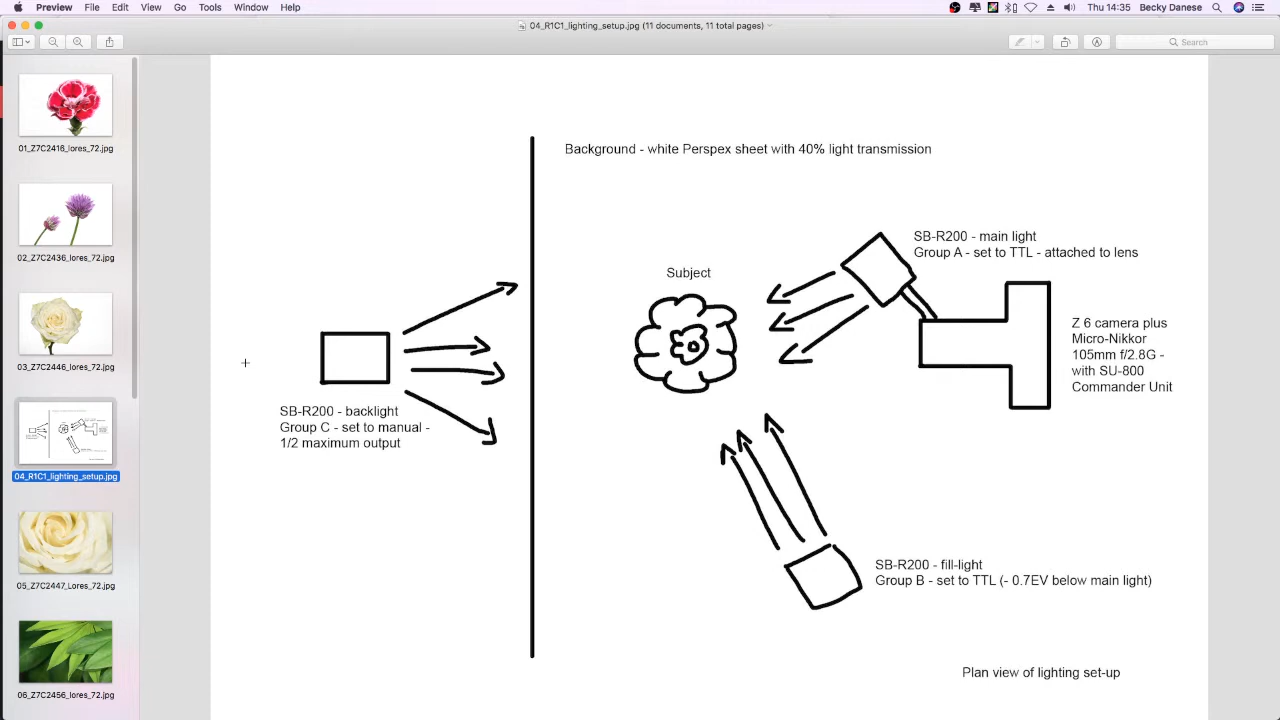 Preview File Edit View Go Tools Window Help
Thu 14:35 Becky Danese
04_R1C1_lighting_setup.jpg (11 documents, 11 total pages)
Search
01_Z7C2416_lores_72.jpg
02_Z7C2436_lores_72.jpg
03_Z7C2446_lores_72.jpg
04_R1C1_lighting_setup.jpg
05_Z7C2447_Lores_72.jpg
06_Z7C2456_lores_72.jpg
Background - white Perspex sheet with 40% light transmission
SB-R200 - main light
Group A - set to TTL - attached to lens
Subject
Z 6 camera plus
Micro-Nikkor
105mm f/2.8G -
with SU-800
Commander Unit
SB-R200 - backlight
Group C - set to manual -
1/2 maximum output
SB-R200 - fill-light
Group B - set to TTL (- 0.7EV below main light)
Plan view of lighting set-up